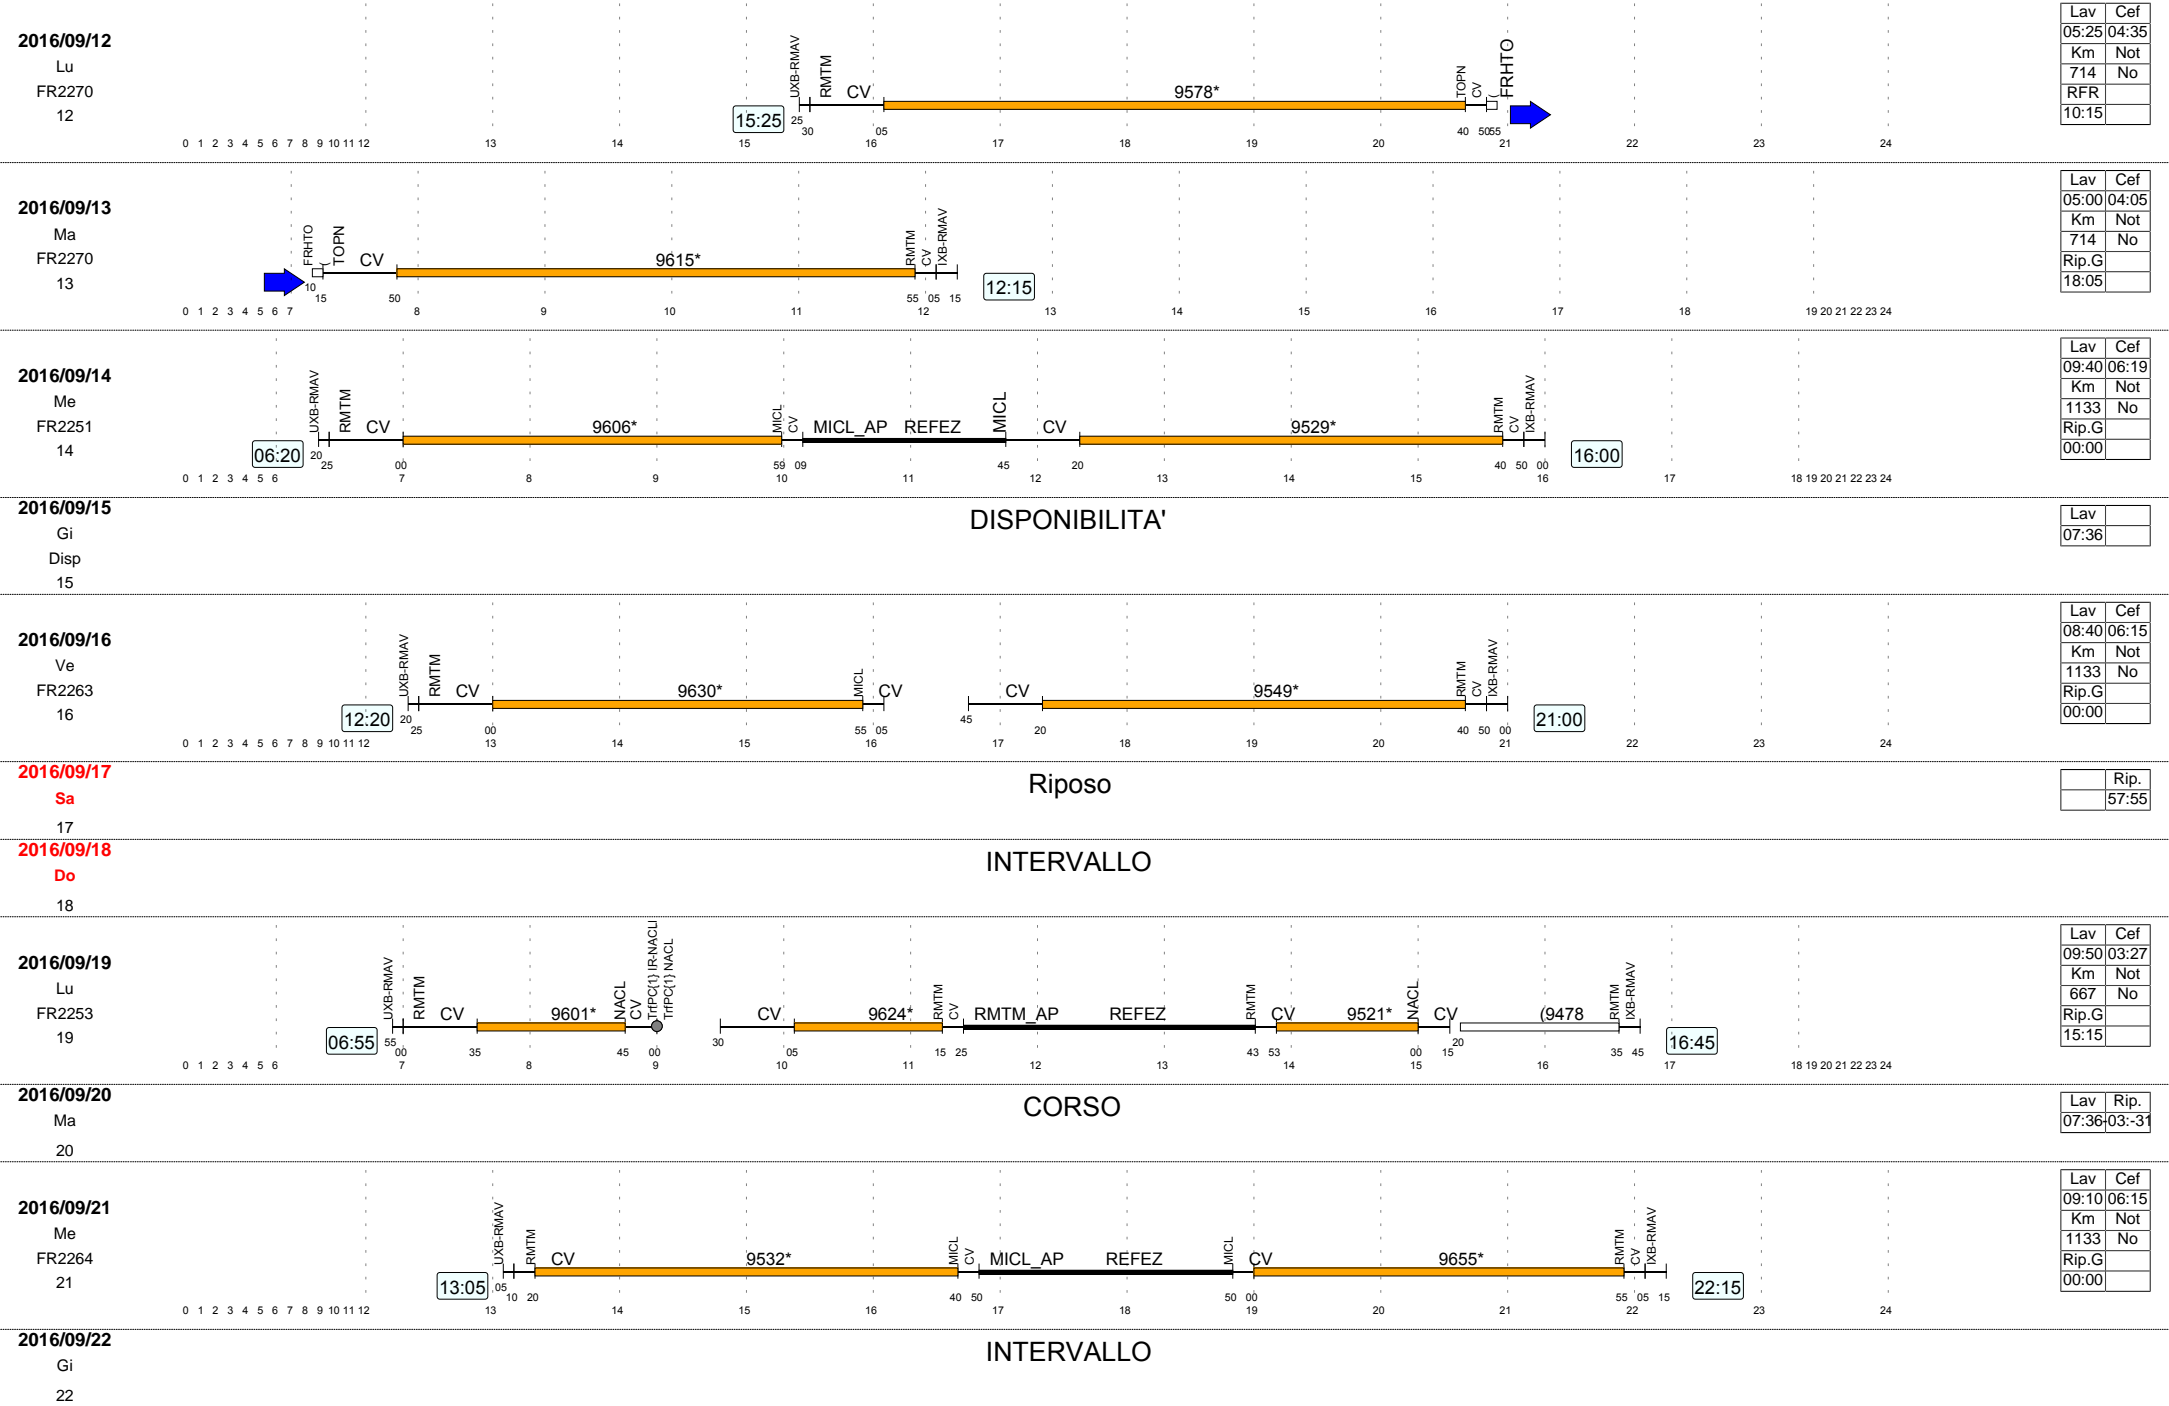 2016/09/12
Lu
FR2270
12
15:25
UXB-RMAV
RMTM
CV
9578*
TOPN
CV
(
FRHTO
25 30 05 40 50 55
0 1 2 3 4 5 6 7 8 9 10 11 12 13 14 15 16 17 18 19 20 21 22 23 24
Lav Cef
05:25 04:35
Km Not
714 No
RFR
10:15
2016/09/13
Ma
FR2270
13
FRHTO
(
TOPN
CV
9615*
RMTM
CV
IXB-RMAV
12:15
10 15 50 55 05 15
0 1 2 3 4 5 6 7 8 9 10 11 12 13 14 15 16 17 18 19 20 21 22 23 24
Lav Cef
05:00 04:05
Km Not
714 No
Rip.G
18:05
2016/09/14
Me
FR2251
14
06:20
UXB-RMAV
RMTM
CV
9606*
MICL
CV
MICL_AP REFEZ
MICL
CV
9529*
RMTM
CV
IXB-RMAV
16:00
20 25 00 59 09 45 20 40 50 00
0 1 2 3 4 5 6 7 8 9 10 11 12 13 14 15 16 17 18 19 20 21 22 23 24
Lav Cef
09:40 06:19
Km Not
1133 No
Rip.G
00:00
2016/09/15
Gi
Disp
15
DISPONIBILITA'
Lav
07:36
2016/09/16
Ve
FR2263
16
12:20
UXB-RMAV
RMTM
CV
9630*
MICL
CV
CV
9549*
RMTM
CV
IXB-RMAV
21:00
20 25 00 55 05 45 20 40 50 00
0 1 2 3 4 5 6 7 8 9 10 11 12 13 14 15 16 17 18 19 20 21 22 23 24
Lav Cef
08:40 06:15
Km Not
1133 No
Rip.G
00:00
2016/09/17
Sa
17
Riposo
Rip.
57:55
2016/09/18
Do
18
INTERVALLO
2016/09/19
Lu
FR2253
19
06:55
UXB-RMAV
RMTM
CV
9601*
NACL
CV
TrfPC{1} IR-NACLI
TrfPC{1} NACL
CV
9624*
RMTM
CV
RMTM_AP REFEZ
RMTM
CV
9521*
NACL
CV
(9478
RMTM
IXB-RMAV
16:45
55 00 35 45 00 30 05 15 25 43 53 00 15 20 35 45
0 1 2 3 4 5 6 7 8 9 10 11 12 13 14 15 16 17 18 19 20 21 22 23 24
Lav Cef
09:50 03:27
Km Not
667 No
Rip.G
15:15
2016/09/20
Ma
20
CORSO
Lav Rip.
07:36 -03:-31
2016/09/21
Me
FR2264
21
13:05
UXB-RMAV
RMTM
CV
9532*
MICL
CV
MICL_AP REFEZ
MICL
CV
9655*
RMTM
CV
IXB-RMAV
22:15
05 10 20 40 50 50 00 55 05 15
0 1 2 3 4 5 6 7 8 9 10 11 12 13 14 15 16 17 18 19 20 21 22 23 24
Lav Cef
09:10 06:15
Km Not
1133 No
Rip.G
00:00
2016/09/22
Gi
22
INTERVALLO